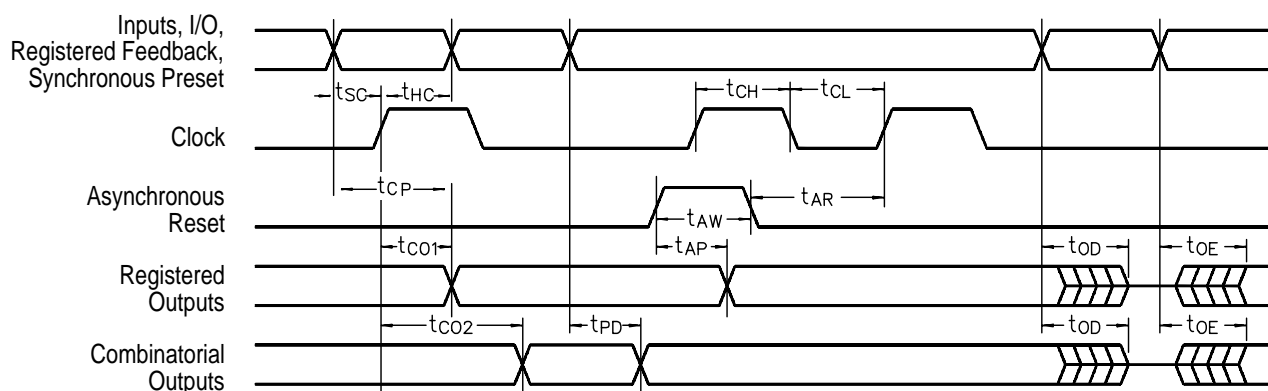 Inputs, I/O,
Registered Feedback,
Synchronous Preset
tSC
tHC
tCH
tCL
Clock
tCP
Asynchronous
Reset
tAW
tAR
tCO1
tAP
tOD
tOE
Registered
Outputs
tCO2
tPD
tOD
tOE
Combinatorial
Outputs